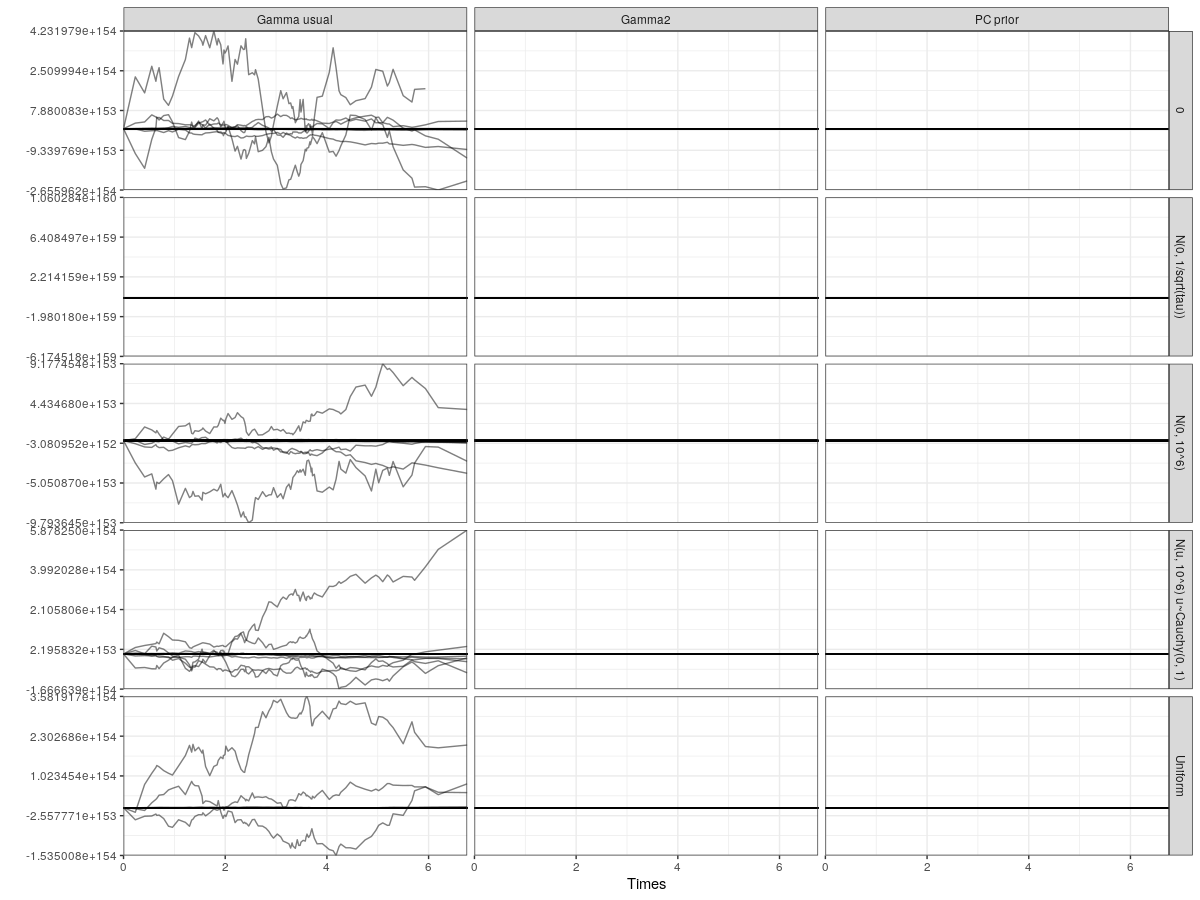 Gamma usual
Gamma2
PC prior
4.231979e+154
2.509994e+154
7.880083e+153
-9.339769e+153
-2.655962e+154
0
1.060284e+160
6.408497e+159
2.214159e+159
-1.980180e+159
-6.174518e+159
N(0, 1/sqrt(tau))
9.177454e+153
4.434680e+153
-3.080952e+152
-5.050870e+153
-9.793645e+153
N(0, 10^6)
5.878250e+154
3.992028e+154
2.105806e+154
2.195832e+153
-1.666639e+154
N(u, 10^6) u~Cauchy(0, 1)
3.581917e+154
2.302686e+154
1.023454e+154
-2.557771e+153
-1.535008e+154
Uniform
0 2 4 6
0 2 4 6
0 2 4 6
Times